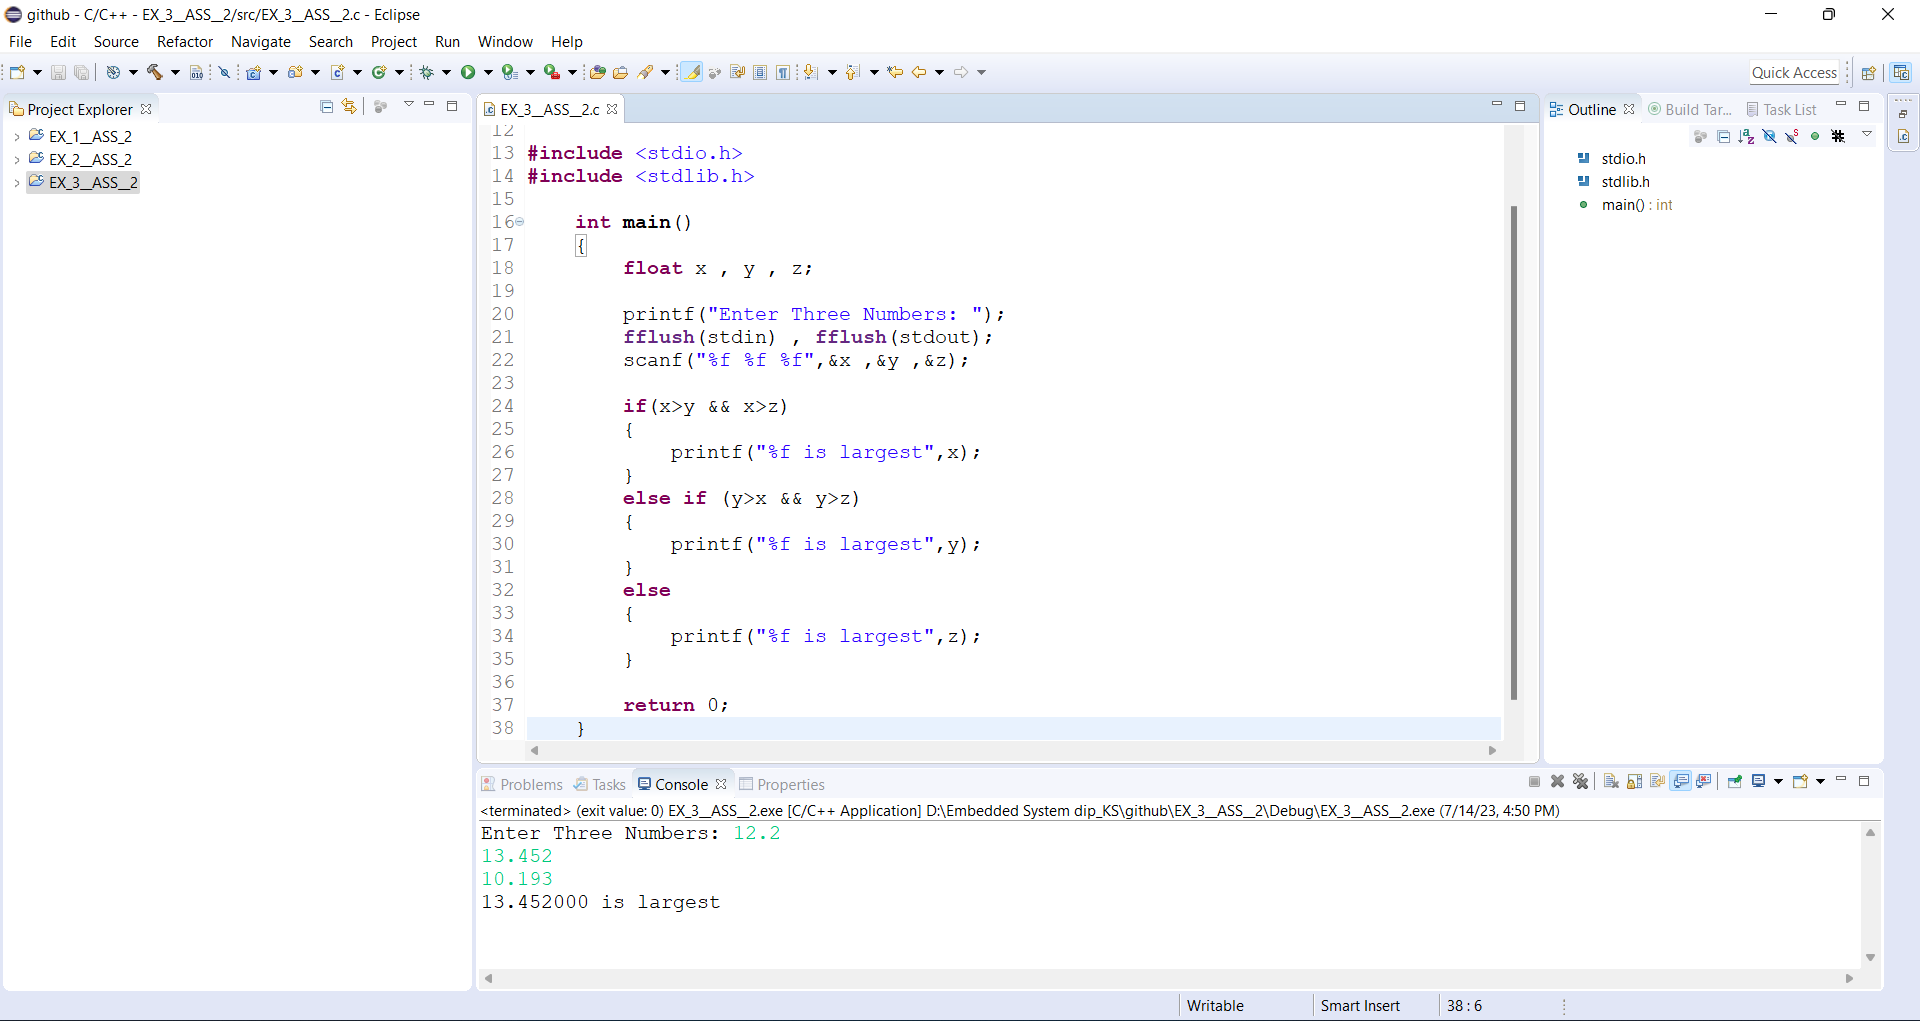 github - C/C++ - EX_3__ASS__2/src/EX_3__ASS__2.c - Eclipse
File Edit Source Refactor Navigate Search Project Run Window Help
Quick Access
Project Explorer
EX_1__ASS_2
EX_2__ASS_2
EX_3__ASS__2
EX_3__ASS__2.c
12
13 #include <stdio.h>
14 #include <stdlib.h>
15
16 int main()
17 {
18 float x , y , z;
19
20 printf("Enter Three Numbers: ");
21 fflush(stdin) , fflush(stdout);
22 scanf("%f %f %f",&x ,&y ,&z);
23
24 if(x>y && x>z)
25 {
26 printf("%f is largest",x);
27 }
28 else if (y>x && y>z)
29 {
30 printf("%f is largest",y);
31 }
32 else
33 {
34 printf("%f is largest",z);
35 }
36
37 return 0;
38 }
Outline Build Tar... Task List
stdio.h
stdlib.h
main() : int
Problems Tasks Console Properties
<terminated> (exit value: 0) EX_3__ASS__2.exe [C/C++ Application] D:\Embedded System dip_KS\github\EX_3__ASS__2\Debug\EX_3__ASS__2.exe (7/14/23, 4:50 PM)
Enter Three Numbers: 12.2
13.452
10.193
13.452000 is largest
Writable Smart Insert 38 : 6